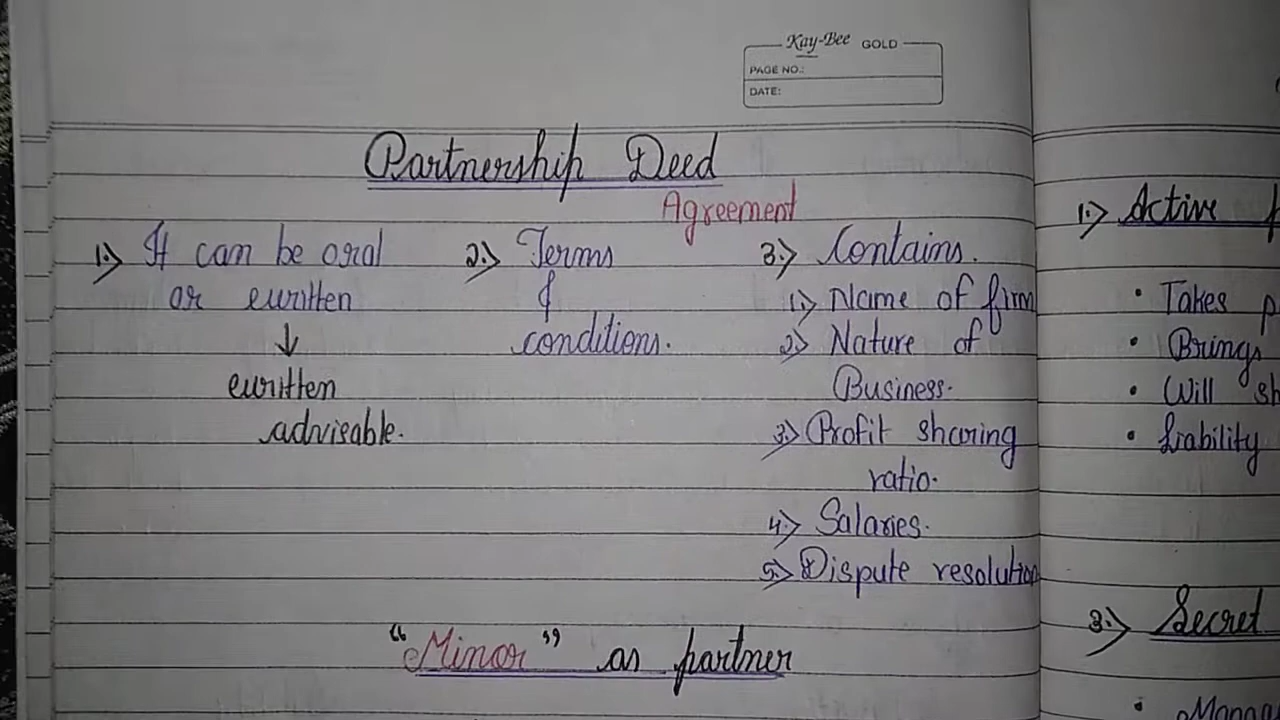 Kay-Bee GOLD
PAGE NO.:
DATE:
Partnership Deed
Agreement
1.> It can be oral
or written
↓
written
advisable.
2.> Terms
&
conditions.
3.> Contains.
1.> Name of firm
2.> Nature of
Business.
3.> Profit sharing
ratio.
4.> Salaries.
5.> Dispute resolution
"Minor" as partner
1.> Active
• Takes
• Brings
• Will
• Liability
3.> Secret
•